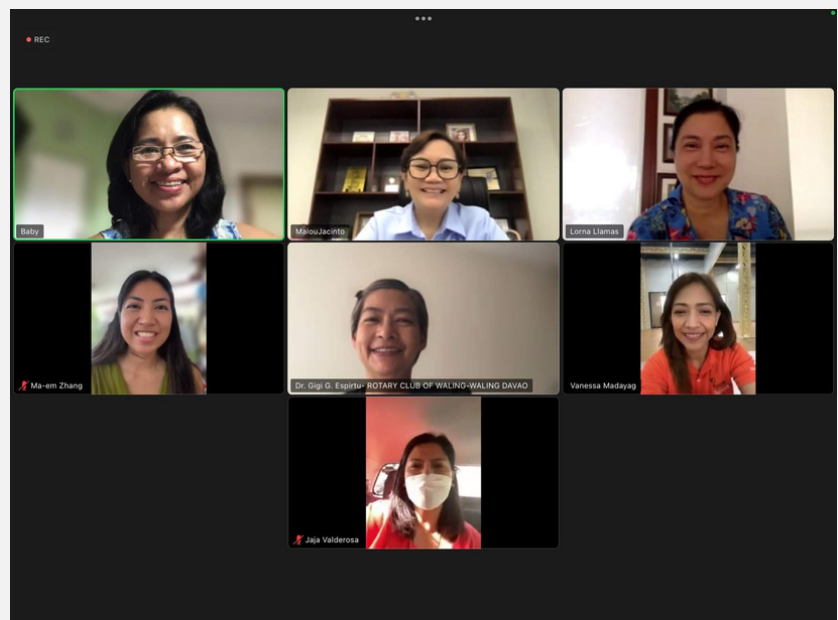 REC
Baby
MalouJacinto
Lorna Llamas
Ma-em Zhang
Dr. Gigi G. Espirtu- ROTARY CLUB OF WALING-WALING DAVAO
Vanessa Madayag
Jaja Valderosa